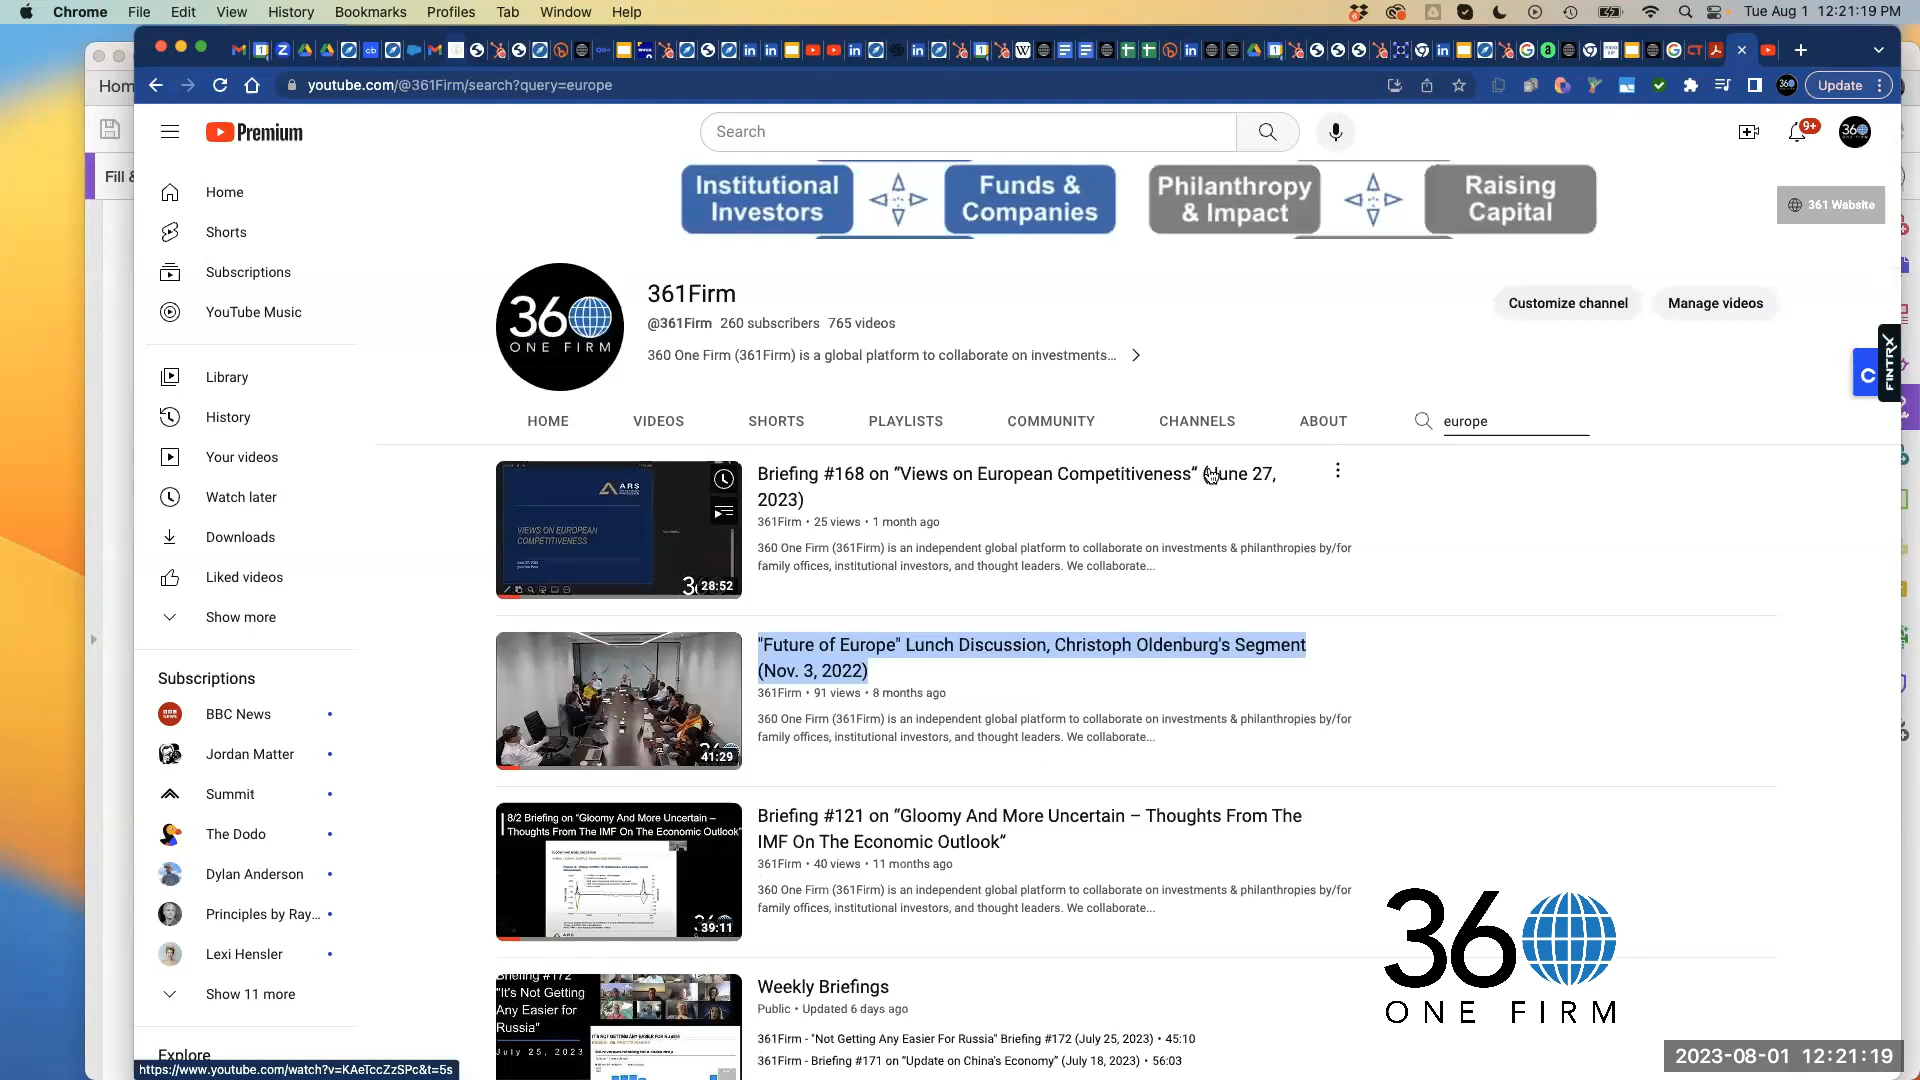 Chrome File Edit View History Bookmarks Profiles Tab Window Help
Tue Aug 1 12:21:19 PM
youtube.com/@361Firm/search?query=europe
Update
Hom
Fill &
Premium
Search
9+
360
Institutional Investors
Funds & Companies
Philanthropy & Impact
Raising Capital
361 Website
Home
Shorts
Subscriptions
YouTube Music
Library
History
Your videos
Watch later
Downloads
Liked videos
Show more
Subscriptions
BBC News
Jordan Matter
Summit
The Dodo
Dylan Anderson
Principles by Ray...
Lexi Hensler
Show 11 more
Explore
https://www.youtube.com/watch?v=KAeTccZzSPc&t=5s
360
ONE FIRM
361Firm
@361Firm 260 subscribers 765 videos
360 One Firm (361Firm) is a global platform to collaborate on investments...
Customize channel
Manage videos
FINTRX
HOME VIDEOS SHORTS PLAYLISTS COMMUNITY CHANNELS ABOUT
europe
ARS
VIEWS ON EUROPEAN
COMPETITIVENESS
28:52
Briefing #168 on “Views on European Competitiveness“ (June 27,
2023)
361Firm • 25 views • 1 month ago
360 One Firm (361Firm) is an independent global platform to collaborate on investments & philanthropies by/for
family offices, institutional investors, and thought leaders. We collaborate...
41:29
"Future of Europe" Lunch Discussion, Christoph Oldenburg's Segment
(Nov. 3, 2022)
361Firm • 91 views • 8 months ago
360 One Firm (361Firm) is an independent global platform to collaborate on investments & philanthropies by/for
family offices, institutional investors, and thought leaders. We collaborate...
8/2 Briefing on “Gloomy And More Uncertain –
Thoughts From The IMF On The Economic Outlook”
39:11
Briefing #121 on “Gloomy And More Uncertain – Thoughts From The
IMF On The Economic Outlook”
361Firm • 40 views • 11 months ago
360 One Firm (361Firm) is an independent global platform to collaborate on investments & philanthropies by/for
family offices, institutional investors, and thought leaders. We collaborate...
Briefing #172
"It's Not Getting
Any Easier for
Russia"
July 25, 2023
Weekly Briefings
Public • Updated 6 days ago
361Firm - "Not Getting Any Easier For Russia" Briefing #172 (July 25, 2023) • 45:10
361Firm - Briefing #171 on “Update on China’s Economy” (July 18, 2023) • 56:03
360
ONE FIRM
2023-08-01 12:21:19